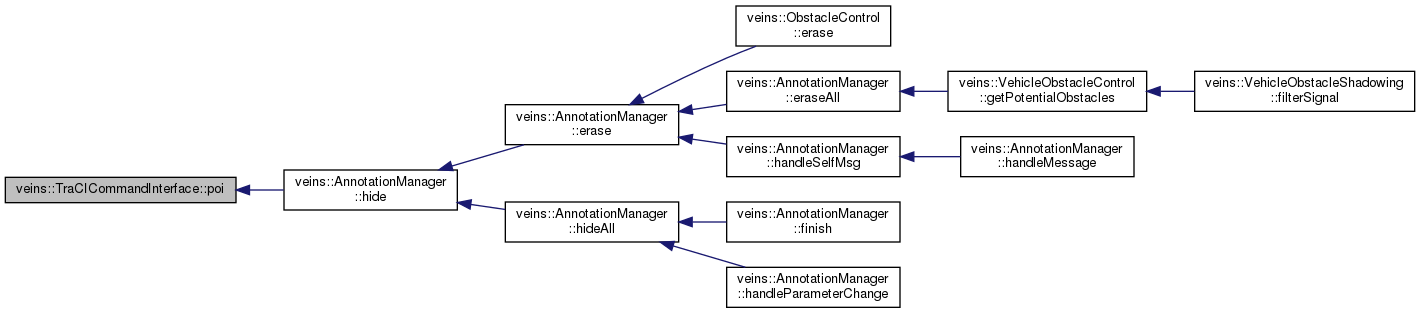 veins::ObstacleControl
::erase
veins::AnnotationManager
::eraseAll
veins::VehicleObstacleControl
::getPotentialObstacles
veins::VehicleObstacleShadowing
::filterSignal
veins::AnnotationManager
::erase
veins::AnnotationManager
::handleSelfMsg
veins::AnnotationManager
::handleMessage
veins::TraCICommandInterface::poi
veins::AnnotationManager
::hide
veins::AnnotationManager
::hideAll
veins::AnnotationManager
::finish
veins::AnnotationManager
::handleParameterChange